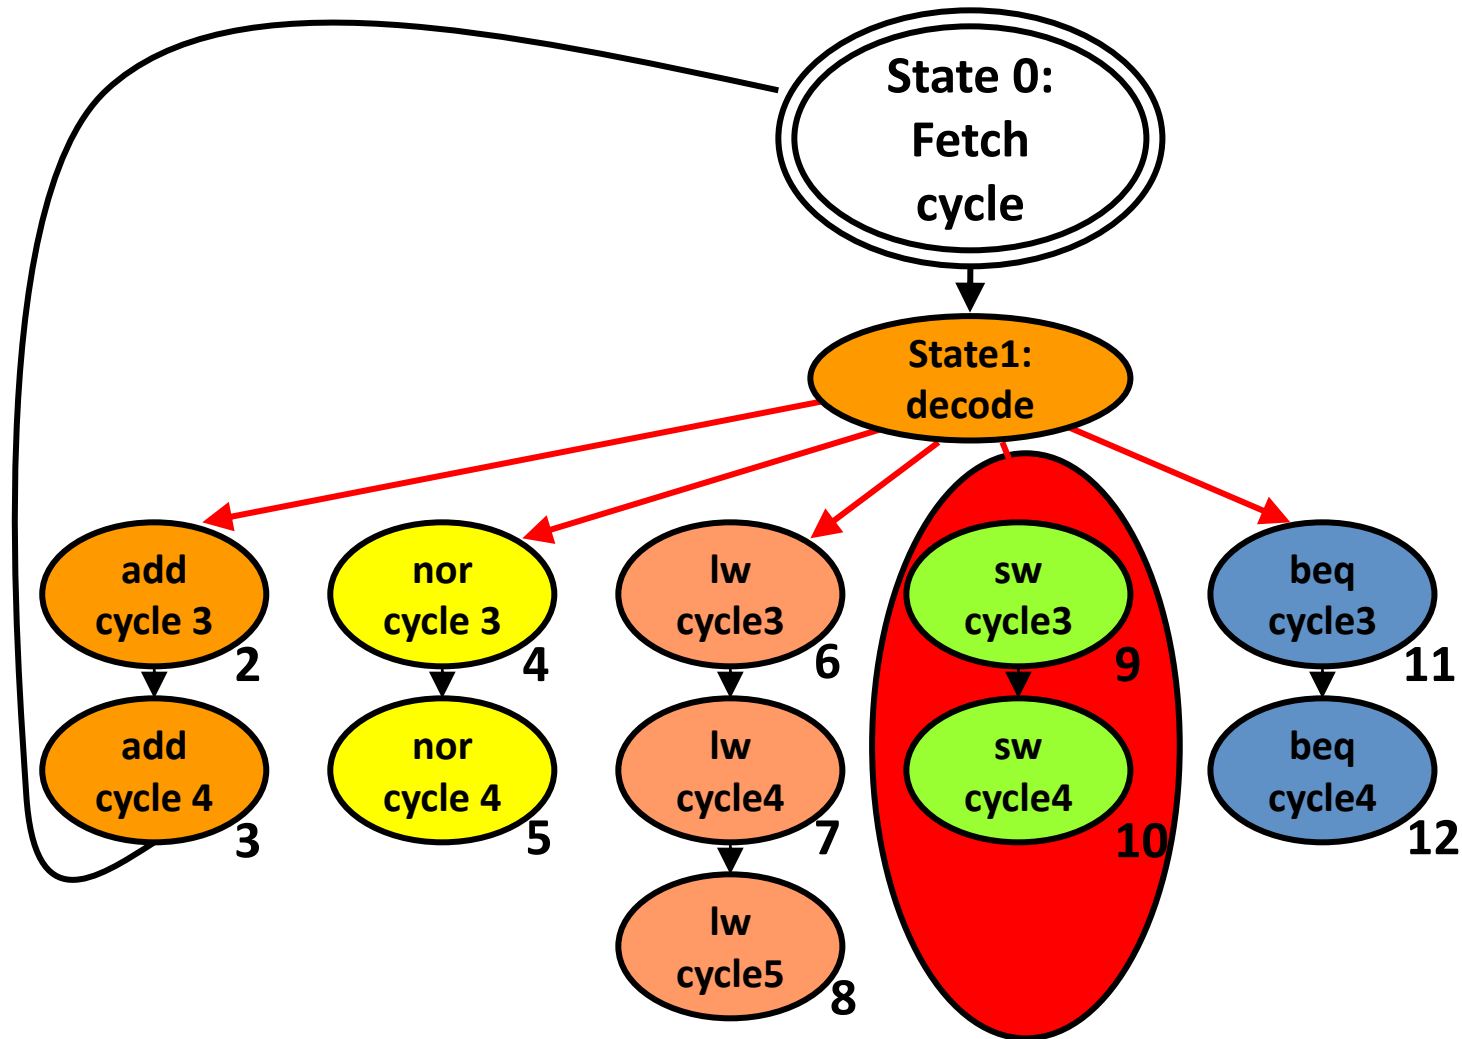 State 0:
Fetch
cycle
State1:
decode
add
cycle 3
2
nor
cycle 3
4
lw
cycle3
6
sw
cycle3
9
beq
cycle3
11
add
cycle 4
3
nor
cycle 4
5
lw
cycle4
7
sw
cycle4
10
beq
cycle4
12
lw
cycle5
8